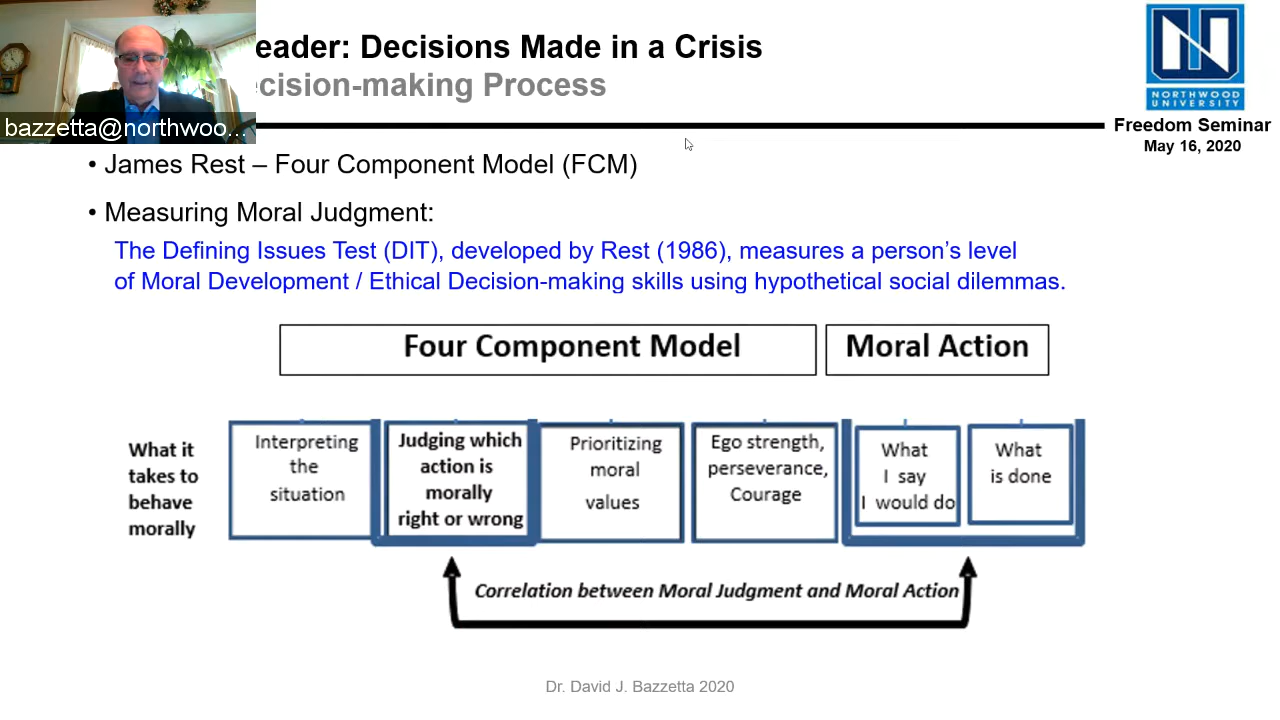 eader: Decisions Made in a Crisis
ecision-making Process
bazzetta@northwoo...
NORTHWOOD
UNIVERSITY
Freedom Seminar
May 16, 2020
• James Rest – Four Component Model (FCM)
• Measuring Moral Judgment:
The Defining Issues Test (DIT), developed by Rest (1986), measures a person's level
of Moral Development / Ethical Decision-making skills using hypothetical social dilemmas.
Four Component Model
Moral Action
What it
takes to
behave
morally
Interpreting
the
situation
Judging which
action is
morally
right or wrong
Prioritizing
moral
values
Ego strength,
perseverance,
Courage
What
I say
I would do
What
is done
Correlation between Moral Judgment and Moral Action
Dr. David J. Bazzetta 2020